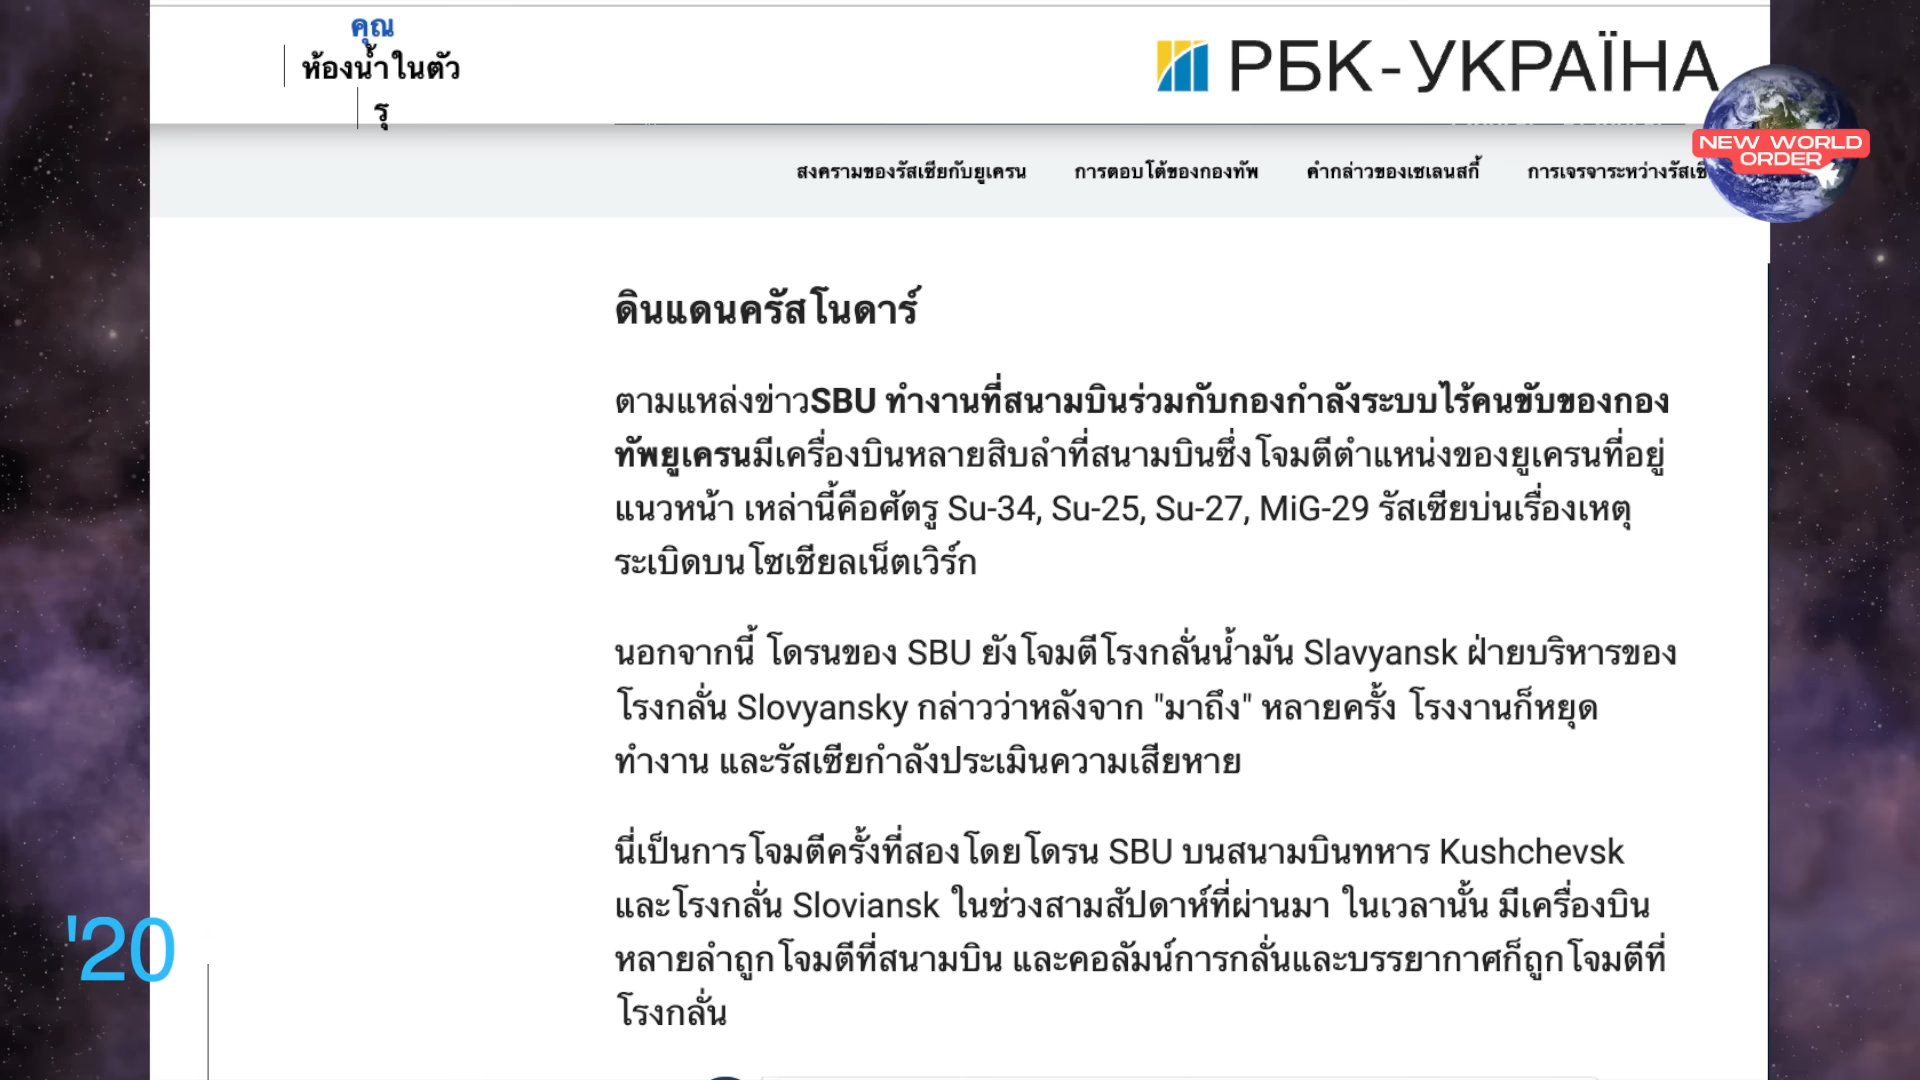 คุณ
ห้องน้ำในตัว
รุ
РБК-УКРАЇНА
NEW WORLD
ORDER
สงครามของรัสเซียกับยูเครน การตอบโต้ของกองทัพ คำกล่าวของเซเลนสกี้ การเจรจาระหว่างรัสเซี
ดินแดนครัสโนดาร์
ตามแหล่งข่าวSBU ทำงานที่สนามบินร่วมกับกองกำลังระบบไร้คนขับของกอง
ทัพยูเครนมีเครื่องบินหลายสิบลำที่สนามบินซึ่งโจมตีตำแหน่งของยูเครนที่อยู่
แนวหน้า เหล่านี้คือศัตรู Su-34, Su-25, Su-27, MiG-29 รัสเซียบ่นเรื่องเหตุ
ระเบิดบนโซเชียลเน็ตเวิร์ก
นอกจากนี้ โดรนของ SBU ยังโจมตีโรงกลั่นน้ำมัน Slavyansk ฝ่ายบริหารของ
โรงกลั่น Slovyansky กล่าวว่าหลังจาก "มาถึง" หลายครั้ง โรงงานก็หยุด
ทำงาน และรัสเซียกำลังประเมินความเสียหาย
นี่เป็นการโจมตีครั้งที่สองโดยโดรน SBU บนสนามบินทหาร Kushchevsk
และโรงกลั่น Sloviansk ในช่วงสามสัปดาห์ที่ผ่านมา ในเวลานั้น มีเครื่องบิน
หลายลำถูกโจมตีที่สนามบิน และคอลัมน์การกลั่นและบรรยากาศก็ถูกโจมตีที่
โรงกลั่น
'20